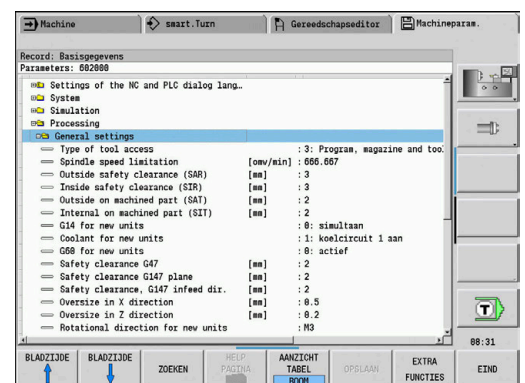 Machine
smart.Turn
Gereedschapseditor
Machineparam.
Record: Basisgegevens
Parameters: 602000
Settings of the NC and PLC dialog lang…
System
Simulation
Processing
General settings
Type of tool access : 3: Program, magazine and too
Spindle speed limitation [omw/min] : 666.667
Outside safety clearance (SAR) [mm] : 3
Inside safety clearance (SIR) [mm] : 3
Outside on machined part (SAT) [mm] : 2
Internal on machined part (SIT) [mm] : 2
G14 for new units : 0: simultaan
Coolant for new units : 1: koelcircuit 1 aan
G60 for new units : 0: actief
Safety clearance G47 [mm] : 2
Safety clearance G147 plane [mm] : 2
Safety clearance, G147 infeed dir. [mm] : 2
Oversize in X direction [mm] : 0.5
Oversize in Z direction [mm] : 0.2
Rotational direction for new units : M3
T
08:31
BLADZIJDE
BLADZIJDE
ZOEKEN
HELP
PAGINA
AANZICHT
TABEL
BOOM
OPSLAAN
EXTRA
FUNCTIES
EIND